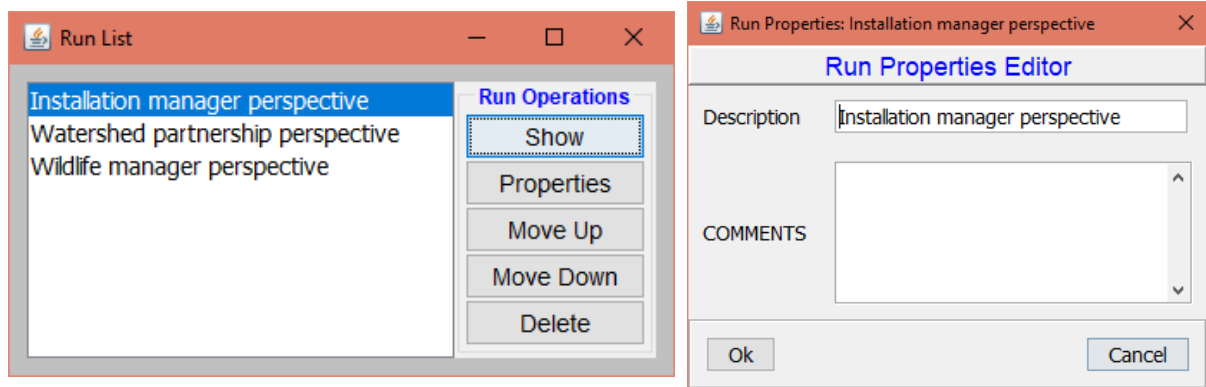 Run List
Installation manager perspective
Watershed partnership perspective
Wildlife manager perspective
Run Operations
Show
Properties
Move Up
Move Down
Delete
Run Properties: Installation manager perspective
Run Properties Editor
Description Installation manager perspective
COMMENTS
Ok Cancel